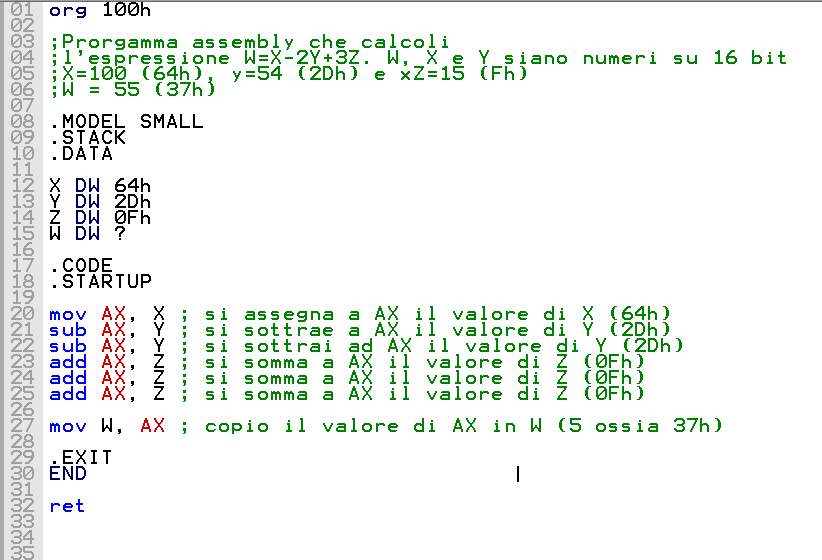 01 org 100h
02
03 ;Prorgamma assembly che calcoli
04 ;l'espressione W=X-2Y+3Z. W, X e Y siano numeri su 16 bit
05 ;X=100 (64h), y=54 (2Dh) e xZ=15 (Fh)
06 ;W = 55 (37h)
07
08 .MODEL SMALL
09 .STACK
10 .DATA
11
12 X DW 64h
13 Y DW 2Dh
14 Z DW 0Fh
15 W DW ?
16
17 .CODE
18 .STARTUP
19
20 mov AX, X ; si assegna a AX il valore di X (64h)
21 sub AX, Y ; si sottrae a AX il valore di Y (2Dh)
22 sub AX, Y ; si sottrai ad AX il valore di Y (2Dh)
23 add AX, Z ; si somma a AX il valore di Z (0Fh)
24 add AX, Z ; si somma a AX il valore di Z (0Fh)
25 add AX, Z ; si somma a AX il valore di Z (0Fh)
26
27 mov W, AX ; copio il valore di AX in W (5 ossia 37h)
28
29 .EXIT
30 END
31
32 ret
33
34
35